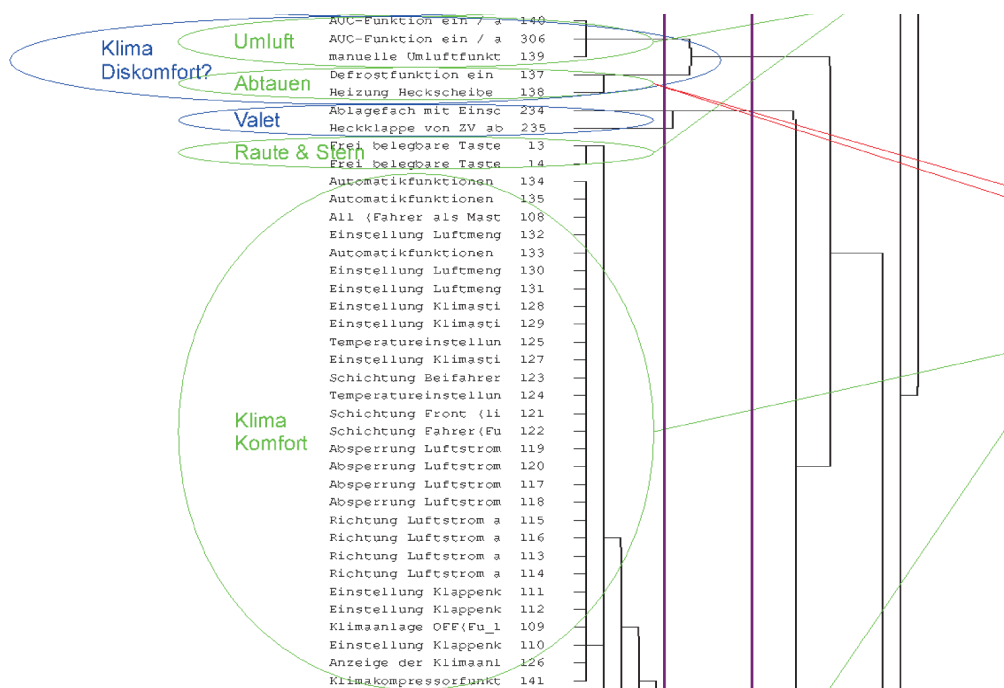 Klima
Diskomfort?
Umluft
Abtauen
Valet
Raute & Stern
Klima
Komfort
AUC-Funktion ein / a 140
AUC-Funktion ein / a 306
manuelle Umluftfunkt 139
Defrostfunktion ein 137
Heizung Heckscheibe 138
Ablagefach mit Einsc 234
Heckklappe von ZV ab 235
Frei belegbare Taste 13
Frei belegbare Taste 14
Automatikfunktionen 134
Automatikfunktionen 135
All (Fahrer als Mast 108
Einstellung Luftmeng 132
Automatikfunktionen 133
Einstellung Luftmeng 130
Einstellung Luftmeng 131
Einstellung Klimasti 128
Einstellung Klimasti 129
Temperatureinstellun 125
Einstellung Klimasti 127
Schichtung Beifahrer 123
Temperatureinstellun 124
Schichtung Front (li 121
Schichtung Fahrer(Fu 122
Absperrung Luftstrom 119
Absperrung Luftstrom 120
Absperrung Luftstrom 117
Absperrung Luftstrom 118
Richtung Luftstrom a 115
Richtung Luftstrom a 116
Richtung Luftstrom a 113
Richtung Luftstrom a 114
Einstellung Klappenk 111
Einstellung Klappenk 112
Klimaanlage OFF(Fu_l 109
Einstellung Klappenk 110
Anzeige der Klimaanl 126
Klimakompressorfunkt 141